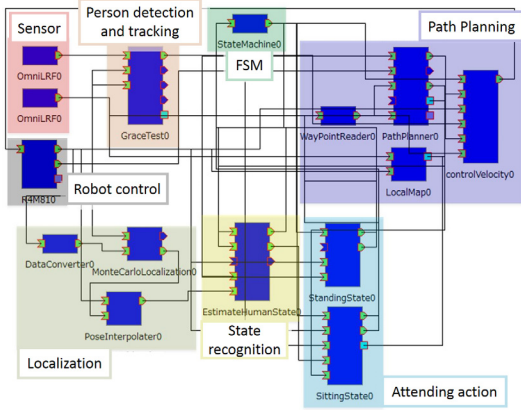 Sensor
Person detection
and tracking
Path Planning
StateMachine0
FSM
OmniLRF0
OmniLRF0
GraceTest0
WayPointReader0
PathPlanner0
LocalMap0
controlVelocity0
R4M810
Robot control
DataConverter0
MonteCarloLocalization0
PoseInterpolater0
Localization
EstimateHumanState0
State
recognition
StandingState0
SittingState0
Attending action